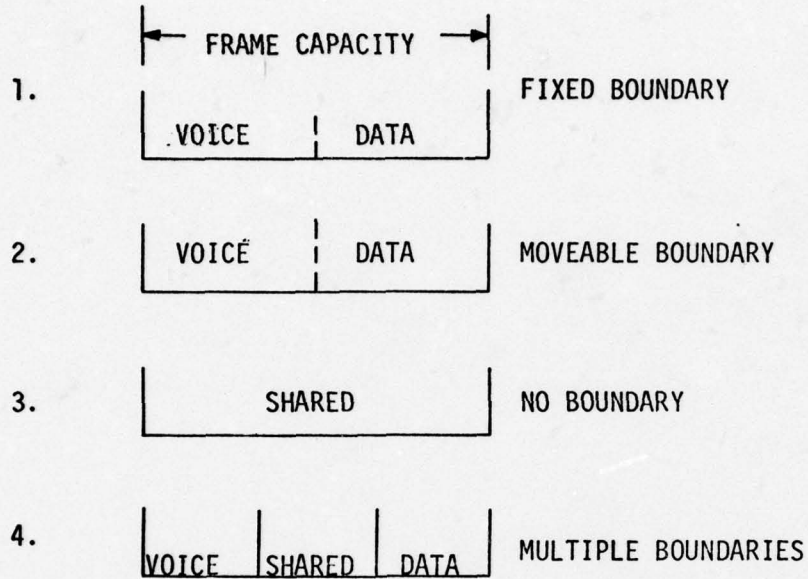 FRAME CAPACITY
1. FIXED BOUNDARY
VOICE DATA
2. VOICE DATA MOVEABLE BOUNDARY
3. SHARED NO BOUNDARY
4. MULTIPLE BOUNDARIES
VOICE SHARED DATA